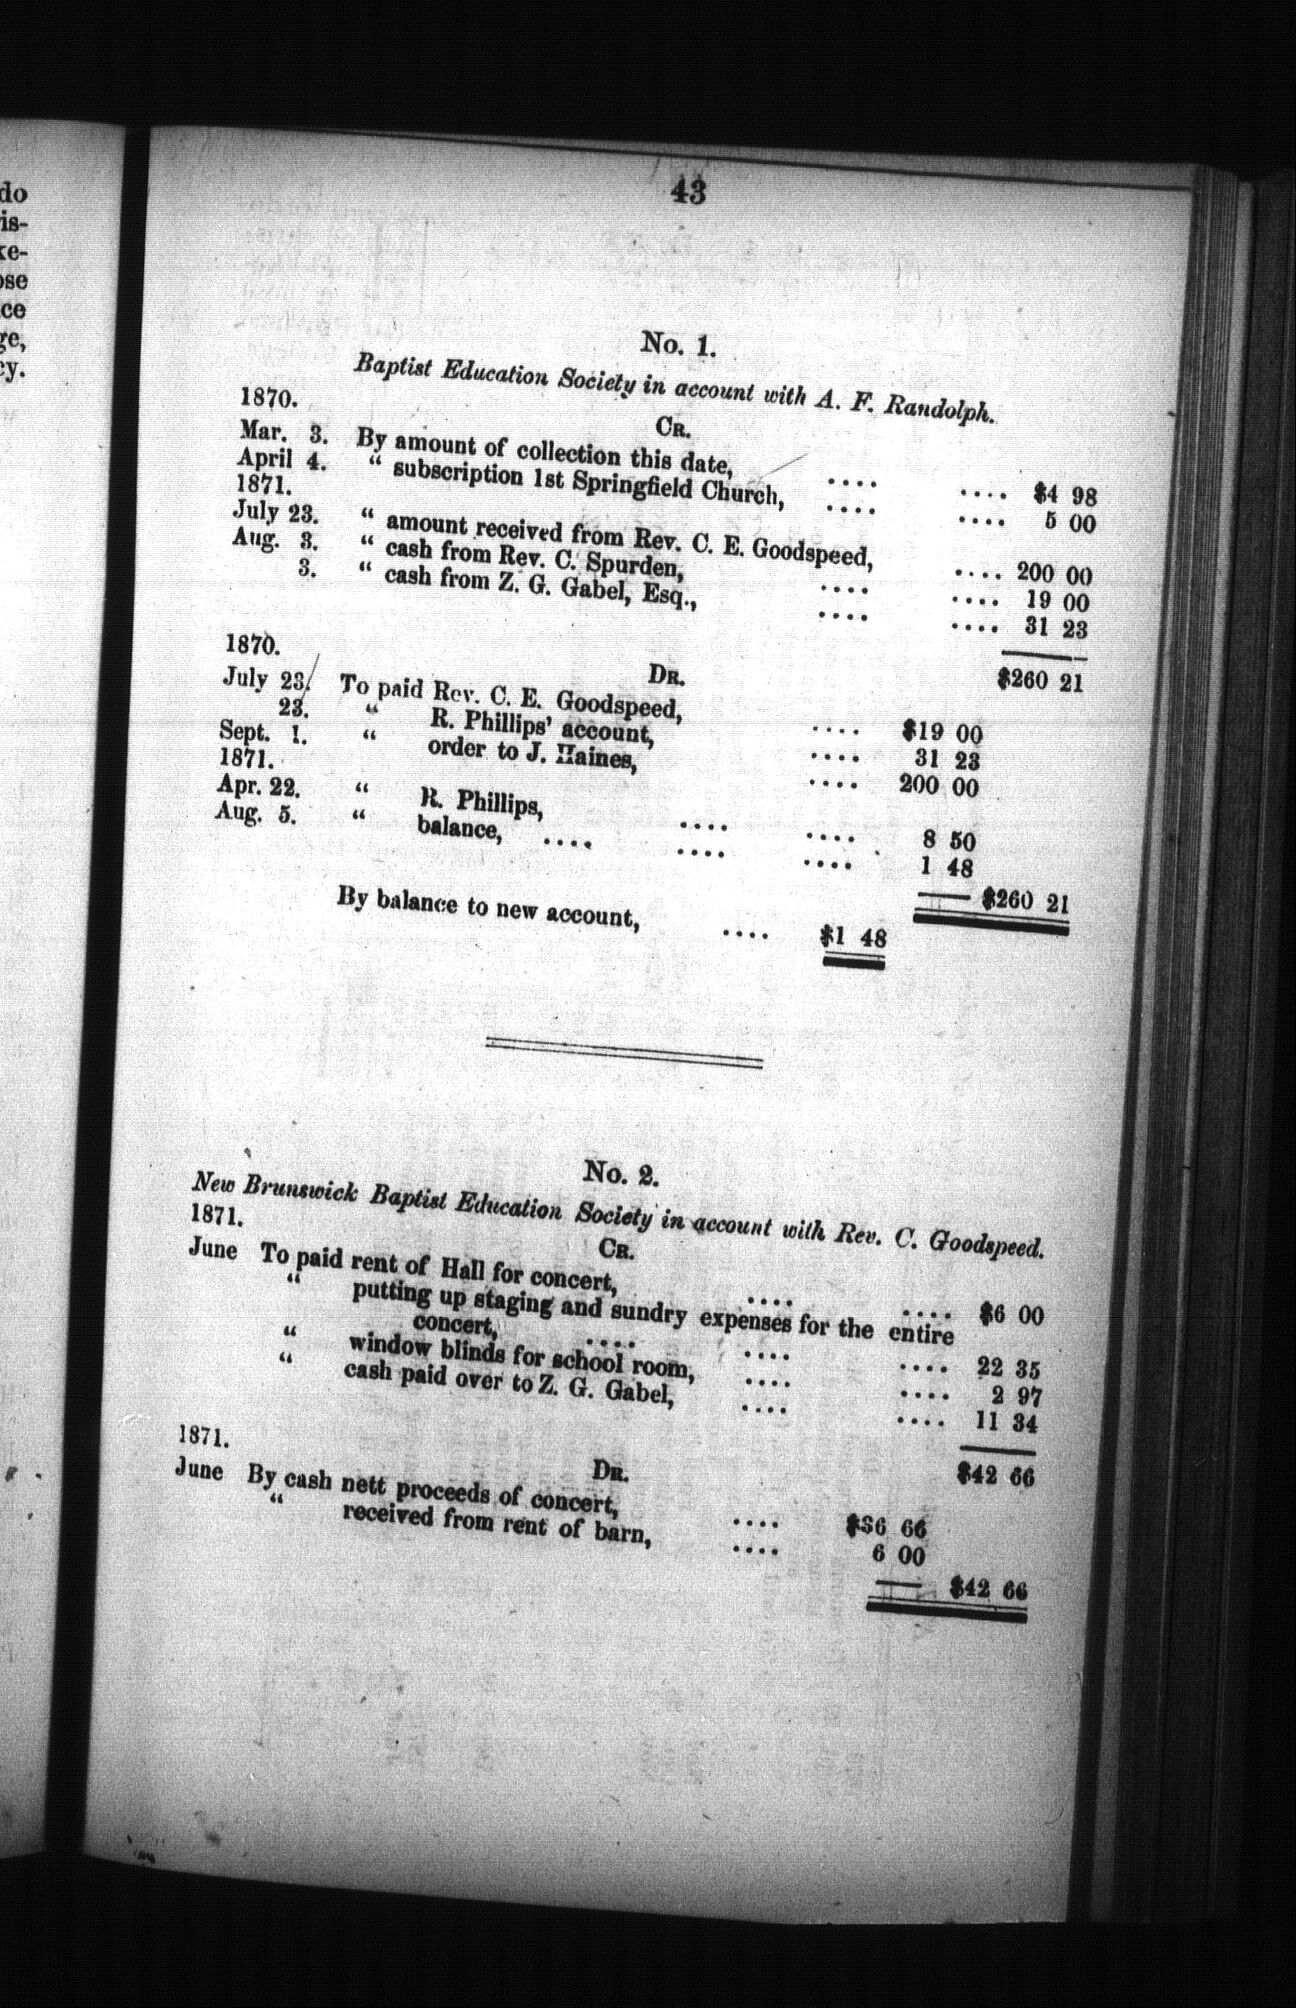 do
is-
ke-
ose
ce
ge,
cy.
43
No. 1.
Baptist Education Society in account with A. F. Randolph.
1870.
CR.
Mar. 3. By amount of collection this date, .... .... $4 98
April 4. “ subscription 1st Springfield Church, .... .... 5 00
1871.
July 23. “ amount received from Rev. C. E. Goodspeed, .... 200 00
Aug. 3. “ cash from Rev. C. Spurden, .... .... 19 00
3. “ cash from Z. G. Gabel, Esq., .... .... 31 23
$260 21
1870.
DR.
July 23. To paid Rev. C. E. Goodspeed, .... $19 00
23. “ R. Phillips' account, .... 31 23
Sept. 1. “ order to J. Haines, .... 200 00
1871.
Apr. 22. “ R. Phillips, .... .... 8 50
Aug. 5. “ balance, .... .... .... 1 48
$260 21
By balance to new account, .... $1 48
No. 2.
New Brunswick Baptist Education Society in account with Rev. C. Goodspeed.
1871.
CR.
June To paid rent of Hall for concert, .... .... $6 00
“ putting up staging and sundry expenses for the entire
concert, .... .... .... 22 35
“ window blinds for school room, .... .... 2 97
“ cash paid over to Z. G. Gabel, .... .... 11 34
$42 66
1871.
DR.
June By cash nett proceeds of concert, .... $36 66
“ received from rent of barn, .... 6 00
$42 66